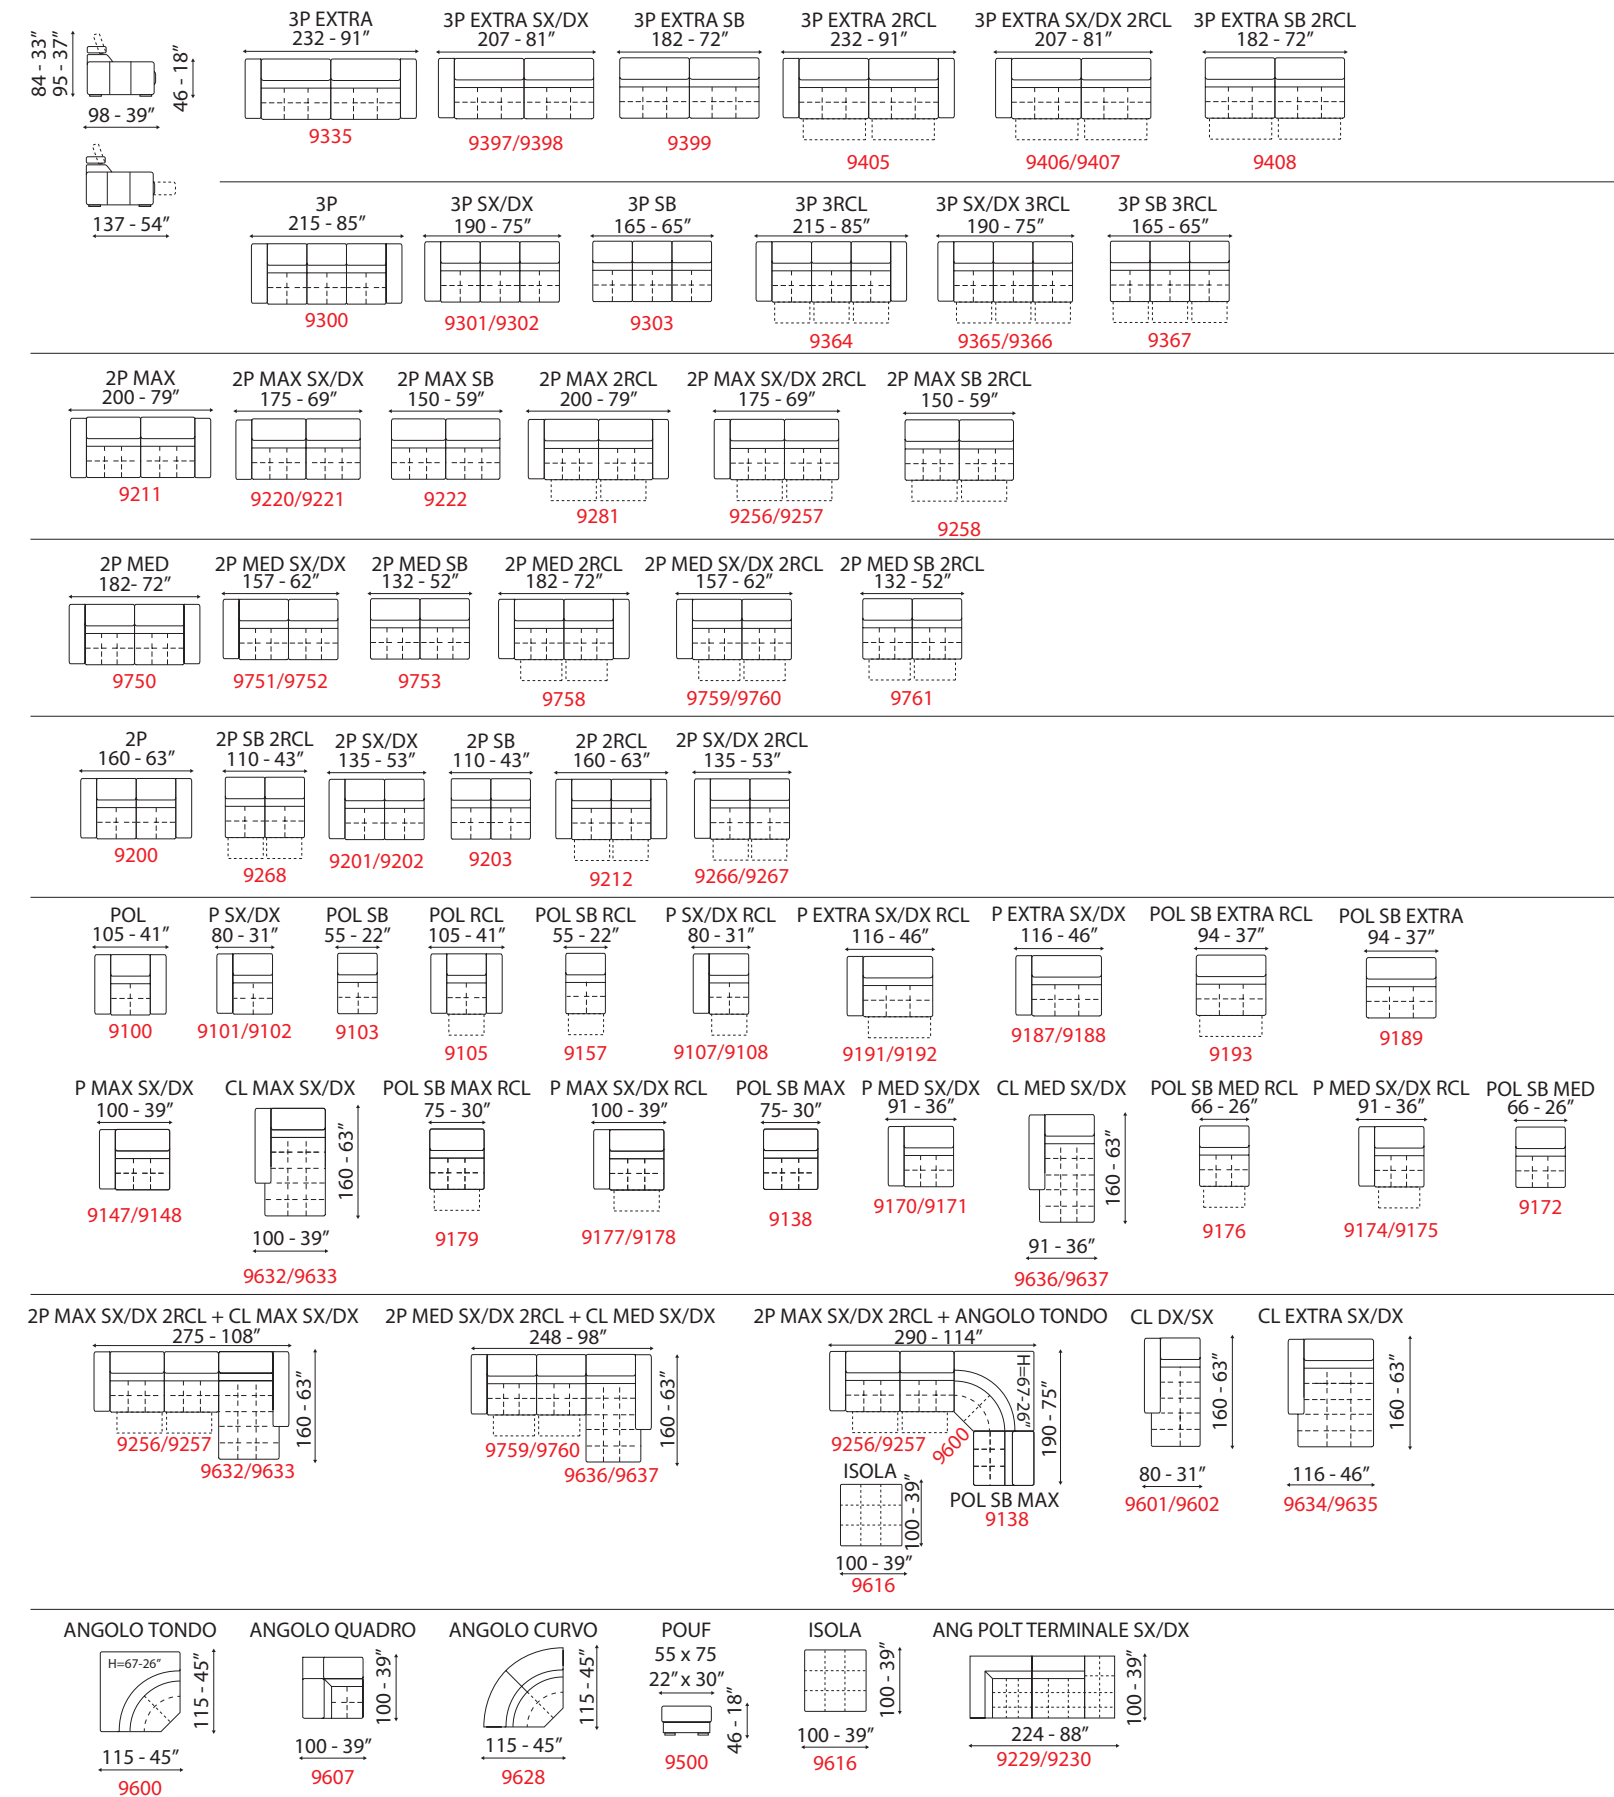 84 - 33”
95 - 37”
46 - 18”
98 - 39”
137 - 54”
3P EXTRA
232 - 91”
9335
3P EXTRA SX/DX
207 - 81”
9397/9398
3P EXTRA SB
182 - 72”
9399
3P EXTRA 2RCL
232 - 91”
9405
3P EXTRA SX/DX 2RCL
207 - 81”
9406/9407
3P EXTRA SB 2RCL
182 - 72”
9408
3P
215 - 85”
9300
3P SX/DX
190 - 75”
9301/9302
3P SB
165 - 65”
9303
3P 3RCL
215 - 85”
9364
3P SX/DX 3RCL
190 - 75”
9365/9366
3P SB 3RCL
165 - 65”
9367
2P MAX
200 - 79”
9211
2P MAX SX/DX
175 - 69”
9220/9221
2P MAX SB
150 - 59”
9222
2P MAX 2RCL
200 - 79”
9281
2P MAX SX/DX 2RCL
175 - 69”
9256/9257
2P MAX SB 2RCL
150 - 59”
9258
2P MED
182- 72”
9750
2P MED SX/DX
157 - 62”
9751/9752
2P MED SB
132 - 52”
9753
2P MED 2RCL
182 - 72”
9758
2P MED SX/DX 2RCL
157 - 62”
9759/9760
2P MED SB 2RCL
132 - 52”
9761
2P
160 - 63”
9200
2P SB 2RCL
110 - 43”
9268
2P SX/DX
135 - 53”
9201/9202
2P SB
110 - 43”
9203
2P 2RCL
160 - 63”
9212
2P SX/DX 2RCL
135 - 53”
9266/9267
POL
105 - 41”
9100
P SX/DX
80 - 31”
9101/9102
POL SB
55 - 22”
9103
POL RCL
105 - 41”
9105
POL SB RCL
55 - 22”
9157
P SX/DX RCL
80 - 31”
9107/9108
P EXTRA SX/DX RCL
116 - 46”
9191/9192
P EXTRA SX/DX
116 - 46”
9187/9188
POL SB EXTRA RCL
94 - 37”
9193
POL SB EXTRA
94 - 37”
9189
P MAX SX/DX
100 - 39”
9147/9148
CL MAX SX/DX
160 - 63”
100 - 39”
9632/9633
POL SB MAX RCL
75 - 30”
9179
P MAX SX/DX RCL
100 - 39”
9177/9178
POL SB MAX
75- 30”
9138
P MED SX/DX
91 - 36”
9170/9171
CL MED SX/DX
160 - 63”
91 - 36”
9636/9637
POL SB MED RCL
66 - 26”
9176
P MED SX/DX RCL
91 - 36”
9174/9175
POL SB MED
66 - 26”
9172
2P MAX SX/DX 2RCL + CL MAX SX/DX
275 - 108”
160 - 63”
9256/9257
9632/9633
2P MED SX/DX 2RCL + CL MED SX/DX
248 - 98”
160 - 63”
9759/9760
9636/9637
2P MAX SX/DX 2RCL + ANGOLO TONDO
290 - 114”
H=67-26”
190 - 75”
9256/9257
9600
POL SB MAX
9138
ISOLA
100 - 39”
100 - 39”
9616
CL DX/SX
160 - 63”
80 - 31”
9601/9602
CL EXTRA SX/DX
160 - 63”
116 - 46”
9634/9635
ANGOLO TONDO
H=67-26”
115 - 45”
115 - 45”
9600
ANGOLO QUADRO
100 - 39”
100 - 39”
9607
ANGOLO CURVO
115 - 45”
115 - 45”
9628
POUF
55 x 75
22”x 30”
46 - 18”
9500
ISOLA
100 - 39”
100 - 39”
9616
ANG POLT TERMINALE SX/DX
100 - 39”
224 - 88”
9229/9230